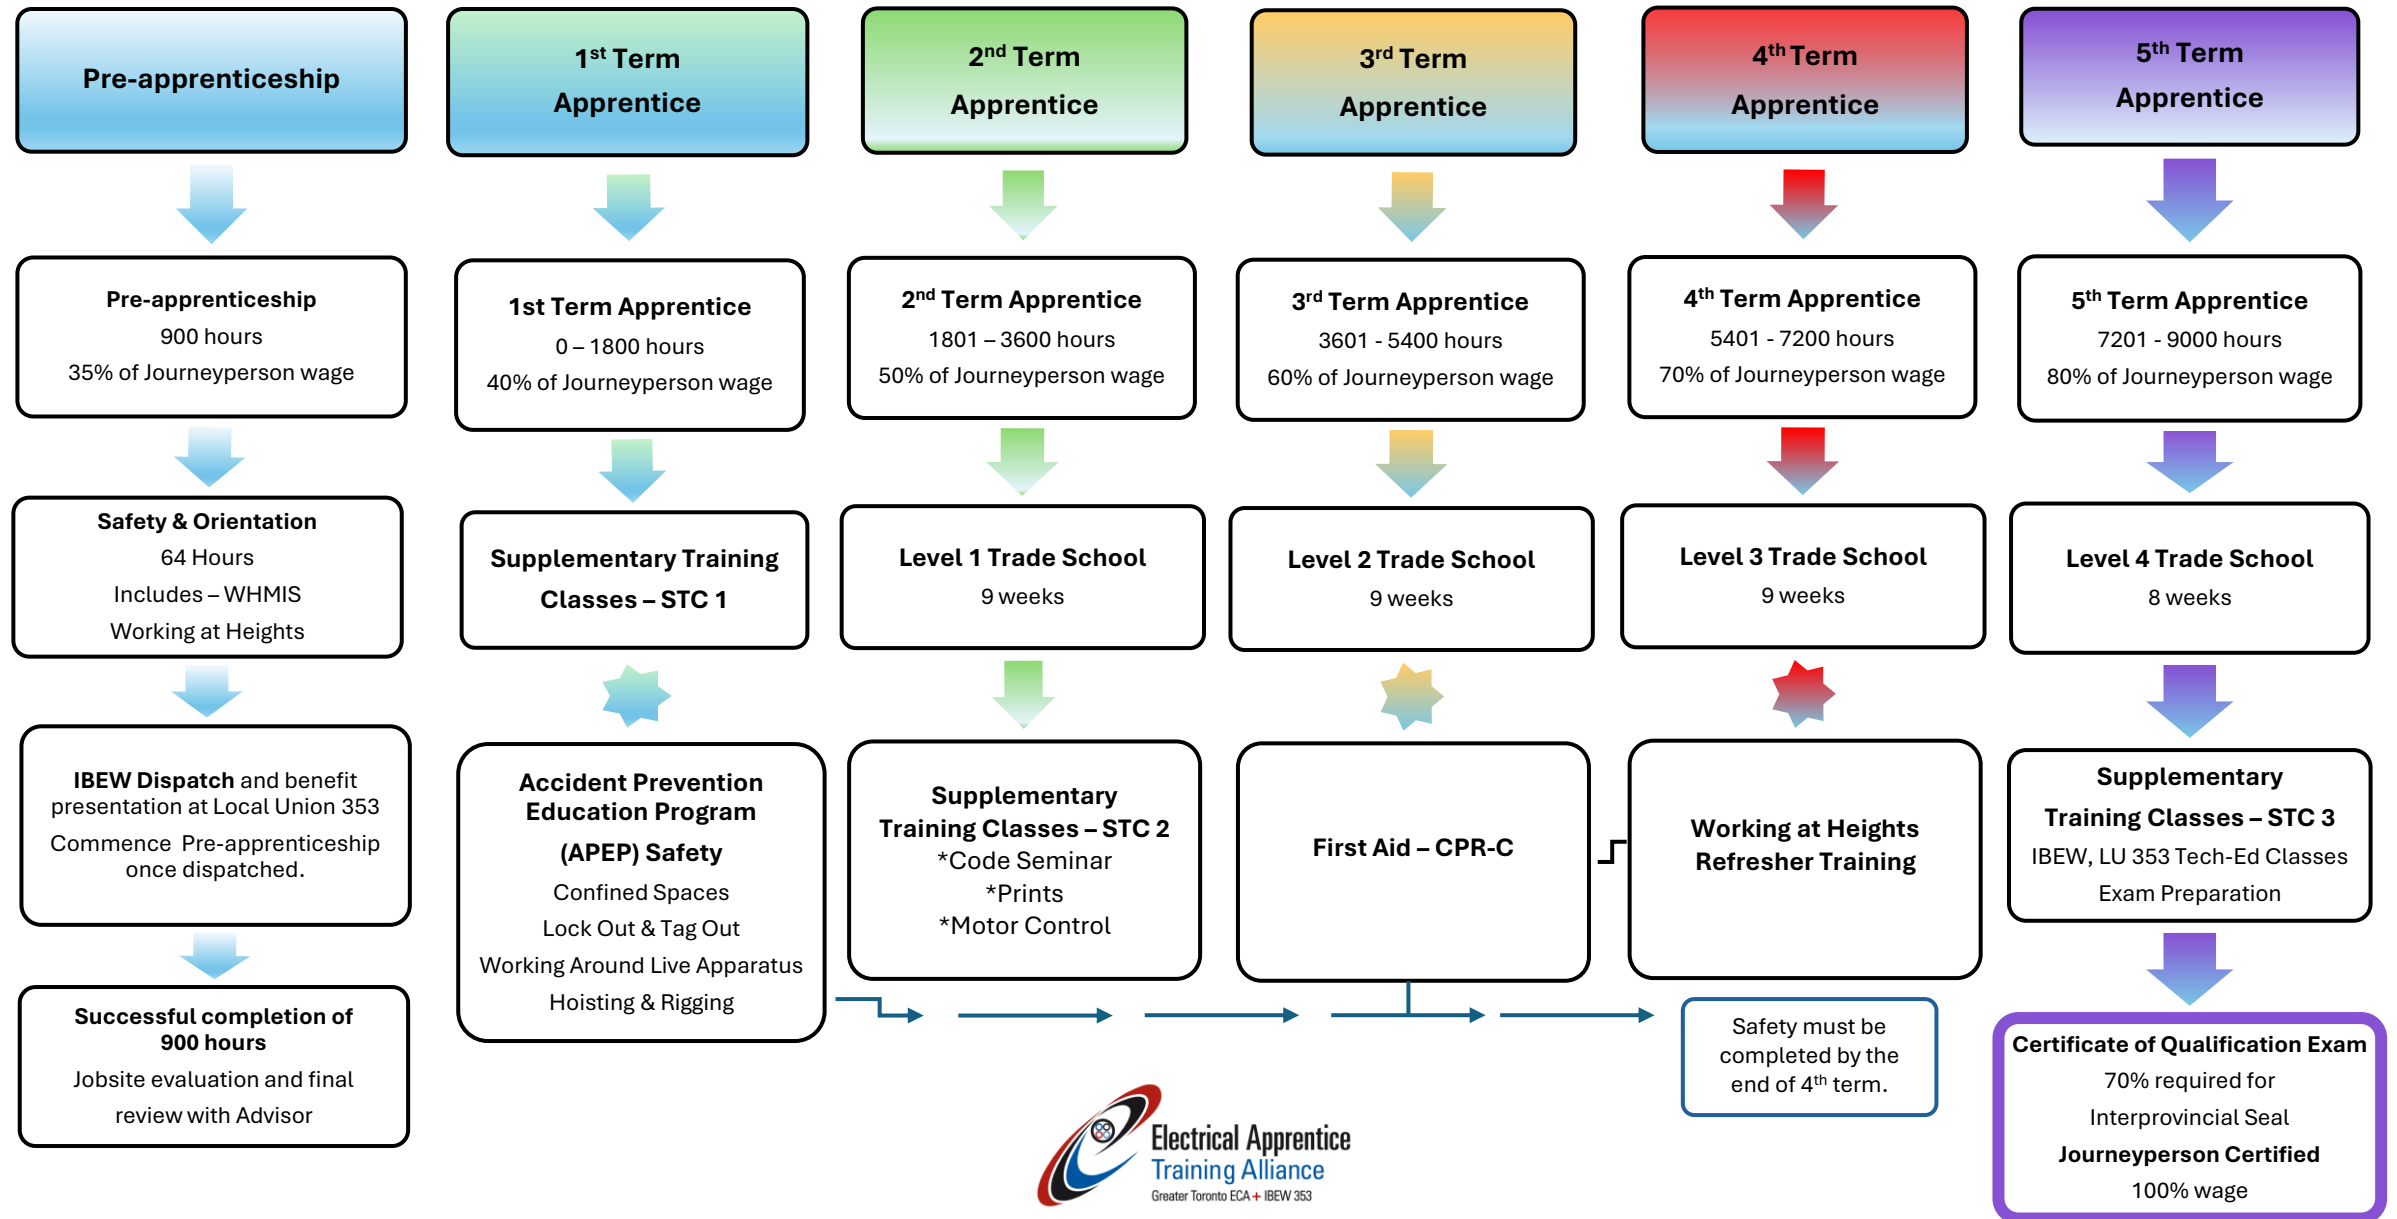 Pre-apprenticeship
Pre-apprenticeship
900 hours
35% of Journeyperson wage
Safety & Orientation
64 Hours
Includes – WHMIS
Working at Heights
IBEW Dispatch and benefit
presentation at Local Union 353
Commence Pre-apprenticeship
once dispatched.
Successful completion of
900 hours
Jobsite evaluation and final
review with Advisor
1st Term
Apprentice
1st Term Apprentice
0 – 1800 hours
40% of Journeyperson wage
Supplementary Training
Classes – STC 1
Accident Prevention
Education Program
(APEP) Safety
Confined Spaces
Lock Out & Tag Out
Working Around Live Apparatus
Hoisting & Rigging
2nd Term
Apprentice
2nd Term Apprentice
1801 – 3600 hours
50% of Journeyperson wage
Level 1 Trade School
9 weeks
Supplementary
Training Classes – STC 2
*Code Seminar
*Prints
*Motor Control
3rd Term
Apprentice
3rd Term Apprentice
3601 - 5400 hours
60% of Journeyperson wage
Level 2 Trade School
9 weeks
First Aid – CPR-C
4th Term
Apprentice
4th Term Apprentice
5401 - 7200 hours
70% of Journeyperson wage
Level 3 Trade School
9 weeks
Working at Heights
Refresher Training
Safety must be
completed by the
end of 4th term.
5th Term
Apprentice
5th Term Apprentice
7201 - 9000 hours
80% of Journeyperson wage
Level 4 Trade School
8 weeks
Supplementary
Training Classes – STC 3
IBEW, LU 353 Tech-Ed Classes
Exam Preparation
Certificate of Qualification Exam
70% required for
Interprovincial Seal
Journeyperson Certified
100% wage
Electrical Apprentice
Training Alliance
Greater Toronto ECA + IBEW 353